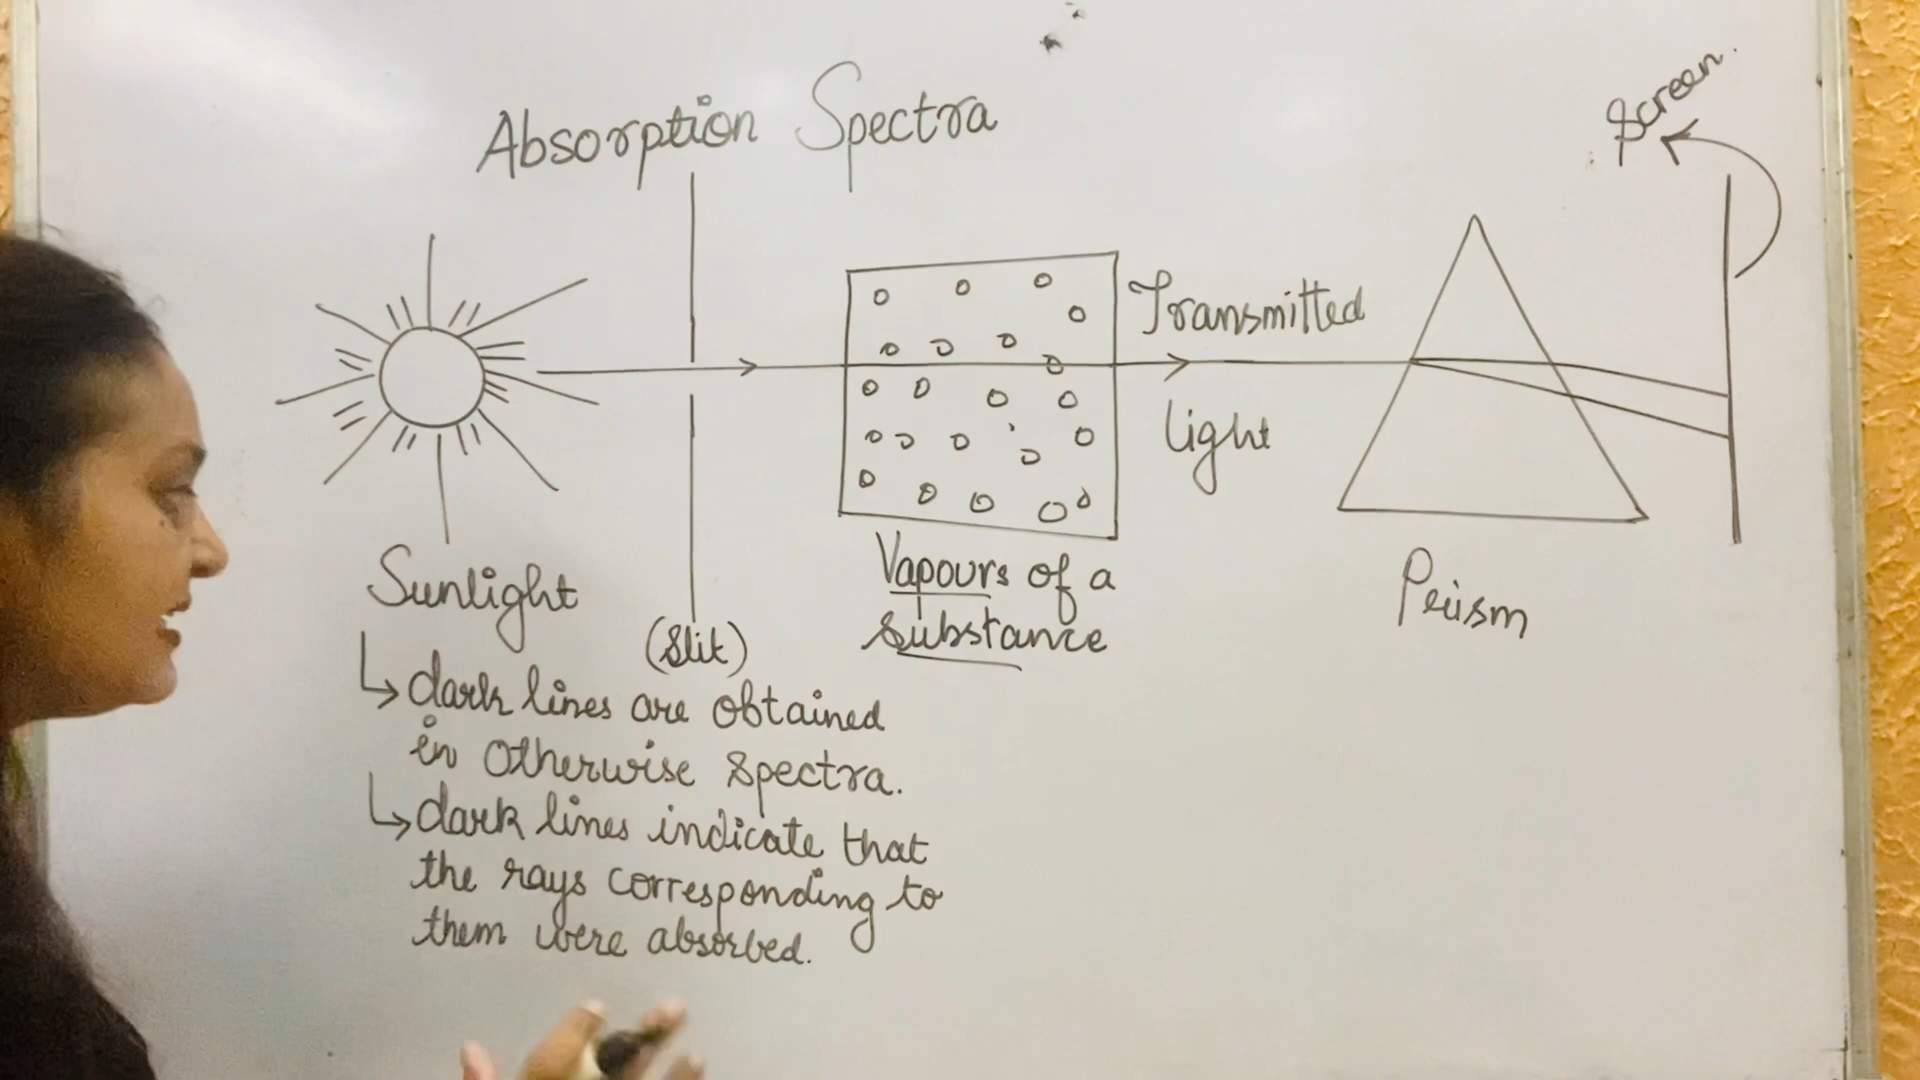 Absorption Spectra
Screen.
Transmitted
light
Sunlight
(Slit)
Vapours of a
substance
Prism
dark lines are obtained
in otherwise spectra.
dark lines indicate that
the rays corresponding to
them were absorbed.